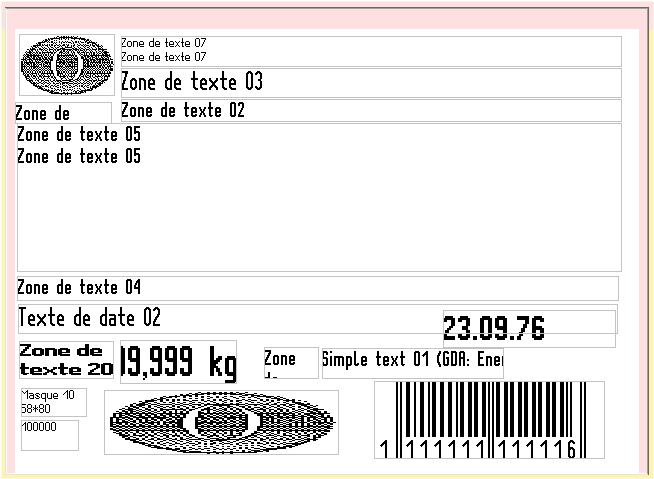 Zone de texte 07
Zone de texte 07
Zone de texte 03
Zone de
Zone de texte 02
Zone de texte 05
Zone de texte 05
Zone de texte 04
Texte de date 02
23.09.76
Zone de
texte 20
19,999 kg
Zone
Simple text 01 (GDA: Ener
Masque 10
58+80
100000
1 111111 111116